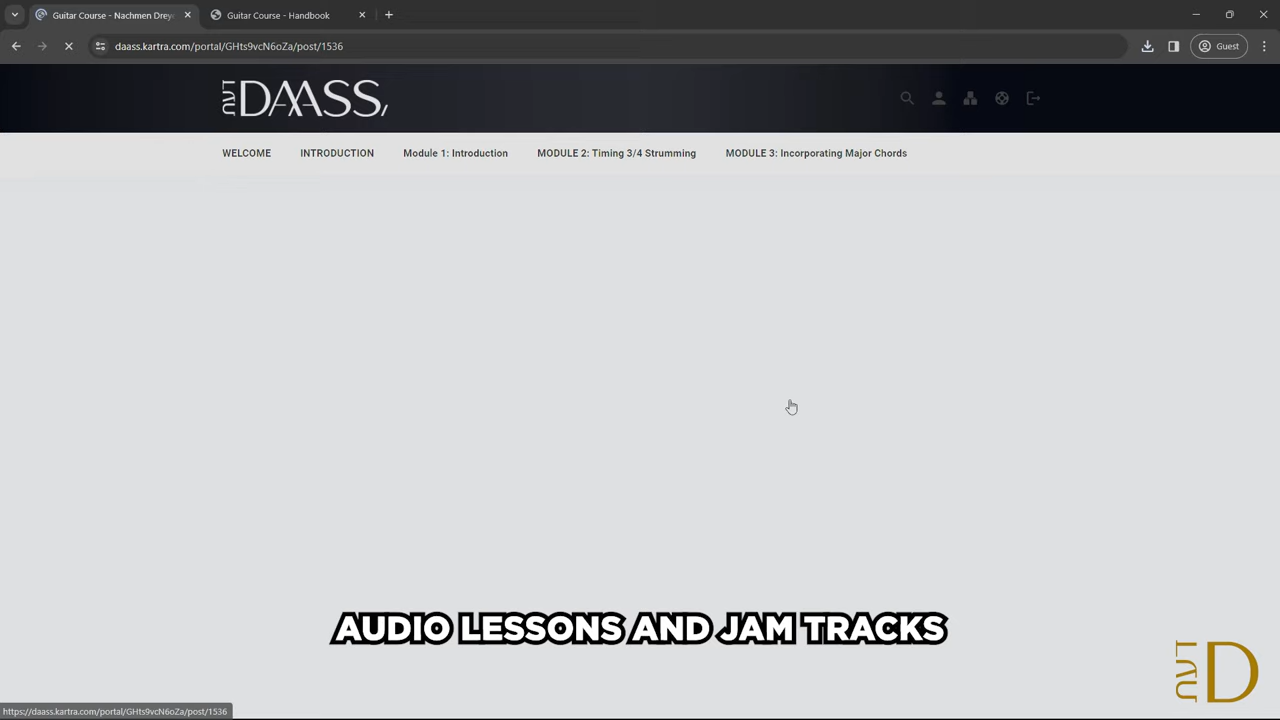 Guitar Course - Nachmen Drey
Guitar Course - Handbook
daass.kartra.com/portal/GHts9vcN6oZa/post/1536
Guest
DAASS
WELCOME
INTRODUCTION
Module 1: Introduction
MODULE 2: Timing 3/4 Strumming
MODULE 3: Incorporating Major Chords
AUDIO LESSONS AND JAM TRACKS
D
https://daass.kartra.com/portal/GHts9vcN6oZa/post/1536